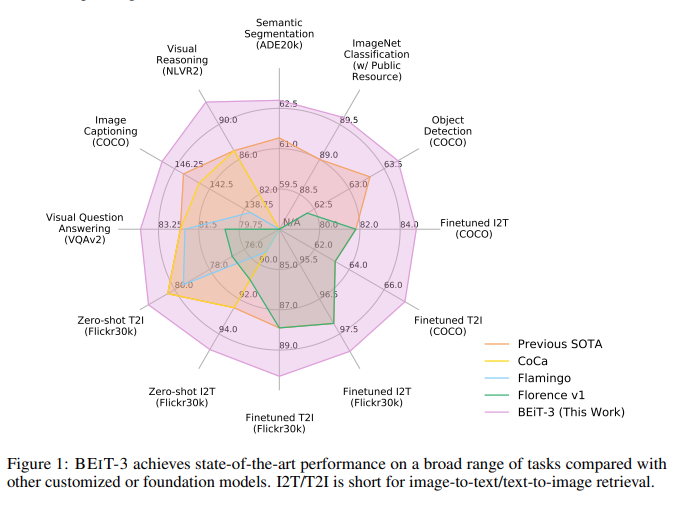 Semantic
Segmentation
(ADE20k)
ImageNet
Classification
(w/ Public
Resource)
Object
Detection
(COCO)
Finetuned I2T
(COCO)
Finetuned T2I
(COCO)
Finetuned I2T
(Flickr30k)
Finetuned T2I
(Flickr30k)
Zero-shot I2T
(Flickr30k)
Zero-shot T2I
(Flickr30k)
Visual Question
Answering
(VQAv2)
Image
Captioning
(COCO)
Visual
Reasoning
(NLVR2)
62.5
61.0
59.5
89.5
89.0
88.5
63.5
63.0
N/A
80.0
82.0
84.0
62.0
64.0
66.0
95.5
96.5
97.5
85.0
87.0
89.0
90.0
92.0
94.0
76.0
78.0
80.0
79.75
81.5
83.25
138.75
142.5
146.25
82.0
86.0
90.0
Previous SOTA
CoCa
Flamingo
Florence v1
BEiT-3 (This Work)
Figure 1: BEIT-3 achieves state-of-the-art performance on a broad range of tasks compared with
other customized or foundation models. I2T/T2I is short for image-to-text/text-to-image retrieval.